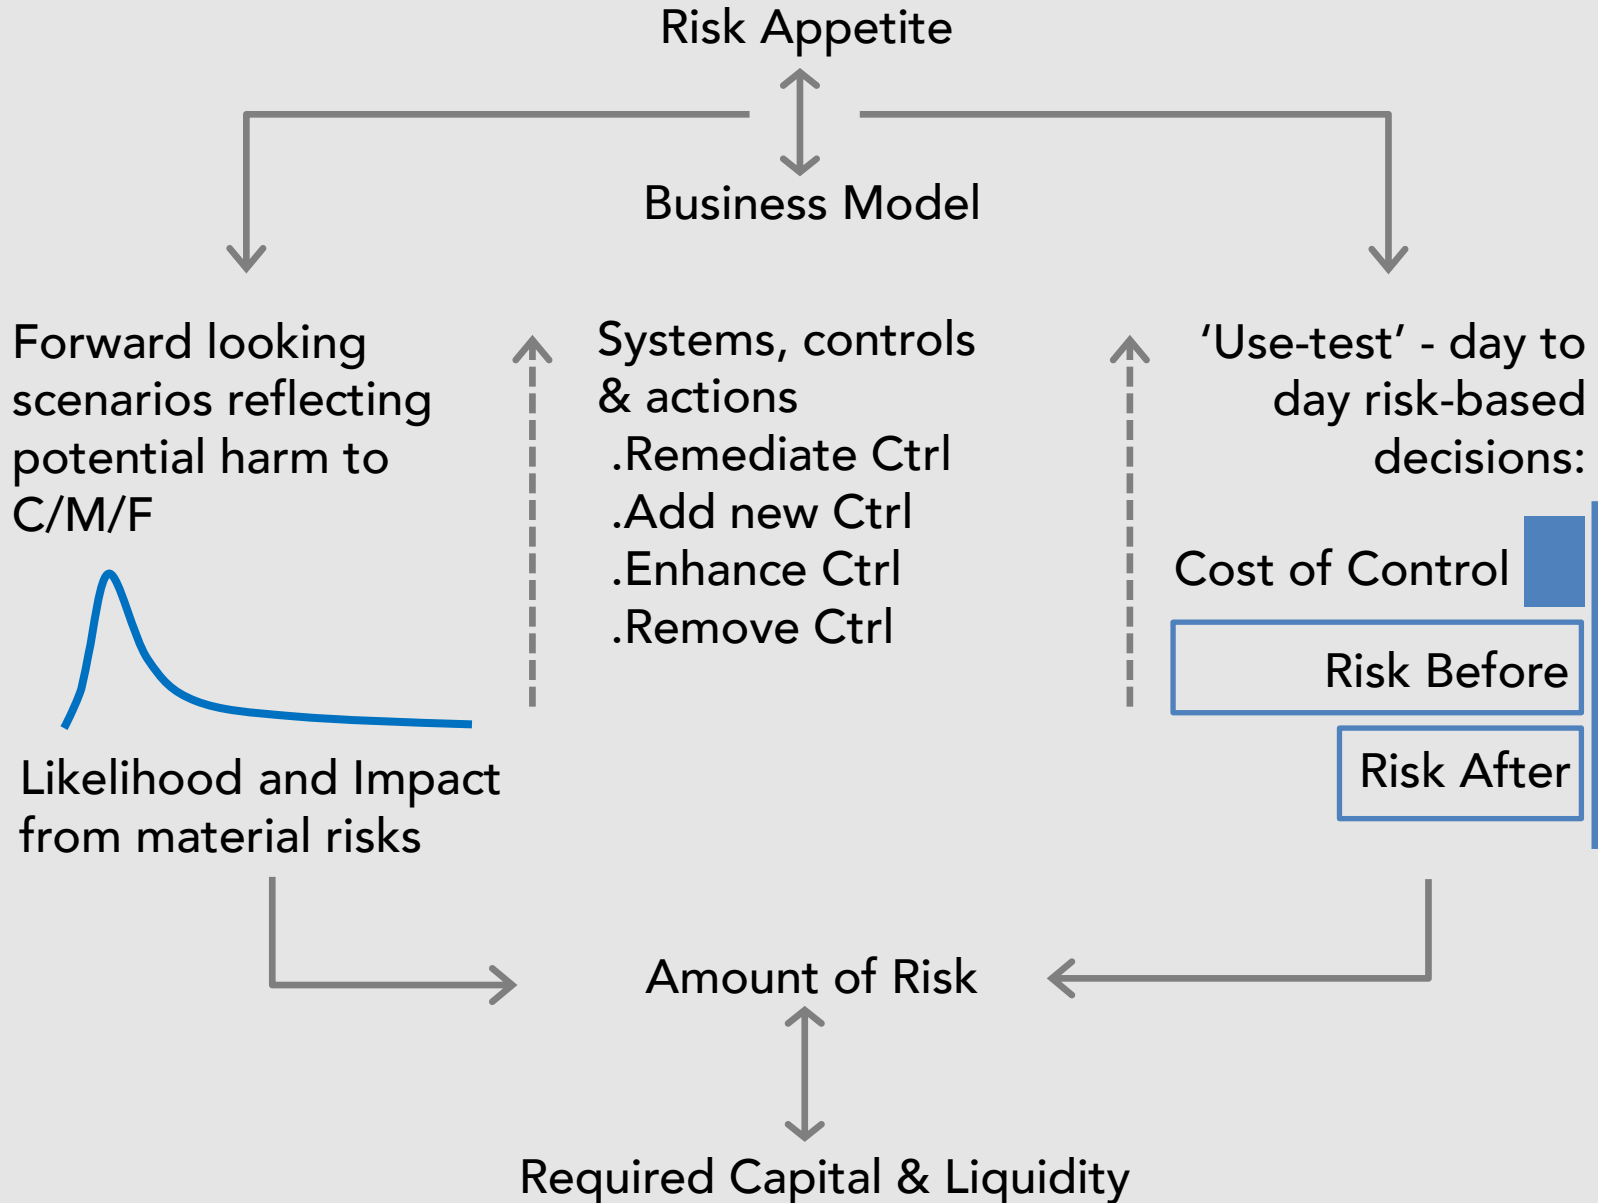 Risk Appetite
Business Model
Forward looking
scenarios reflecting
potential harm to
C/M/F
Likelihood and Impact
from material risks
Systems, controls
& actions
.Remediate Ctrl
.Add new Ctrl
.Enhance Ctrl
.Remove Ctrl
‘Use-test’ - day to
day risk-based
decisions:
Cost of Control
Risk Before
Risk After
Amount of Risk
Required Capital & Liquidity